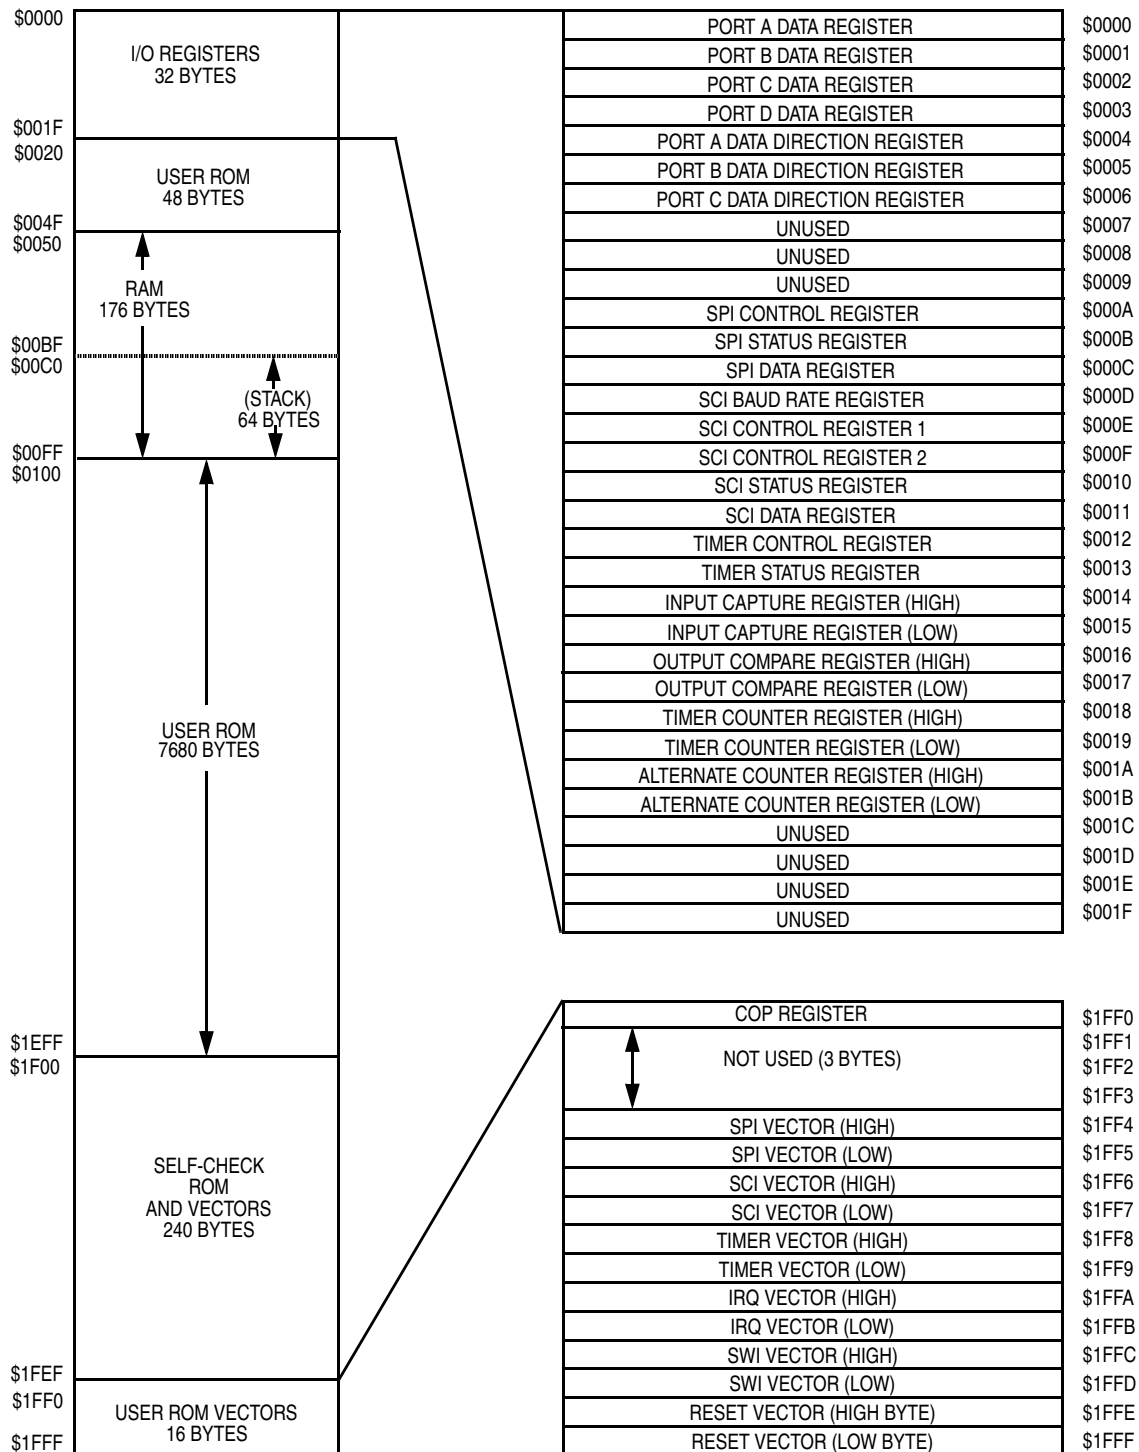 $0000
I/O REGISTERS
32 BYTES
$001F
$0020
USER ROM
48 BYTES
$004F
$0050
RAM
176 BYTES
$00BF
$00C0
(STACK)
64 BYTES
$00FF
$0100
USER ROM
7680 BYTES
$1EFF
$1F00
SELF-CHECK
ROM
AND VECTORS
240 BYTES
$1FEF
$1FF0
USER ROM VECTORS
16 BYTES
$1FFF
PORT A DATA REGISTER $0000
PORT B DATA REGISTER $0001
PORT C DATA REGISTER $0002
PORT D DATA REGISTER $0003
PORT A DATA DIRECTION REGISTER $0004
PORT B DATA DIRECTION REGISTER $0005
PORT C DATA DIRECTION REGISTER $0006
UNUSED $0007
UNUSED $0008
UNUSED $0009
SPI CONTROL REGISTER $000A
SPI STATUS REGISTER $000B
SPI DATA REGISTER $000C
SCI BAUD RATE REGISTER $000D
SCI CONTROL REGISTER 1 $000E
SCI CONTROL REGISTER 2 $000F
SCI STATUS REGISTER $0010
SCI DATA REGISTER $0011
TIMER CONTROL REGISTER $0012
TIMER STATUS REGISTER $0013
INPUT CAPTURE REGISTER (HIGH) $0014
INPUT CAPTURE REGISTER (LOW) $0015
OUTPUT COMPARE REGISTER (HIGH) $0016
OUTPUT COMPARE REGISTER (LOW) $0017
TIMER COUNTER REGISTER (HIGH) $0018
TIMER COUNTER REGISTER (LOW) $0019
ALTERNATE COUNTER REGISTER (HIGH) $001A
ALTERNATE COUNTER REGISTER (LOW) $001B
UNUSED $001C
UNUSED $001D
UNUSED $001E
UNUSED $001F
COP REGISTER $1FF0
$1FF1
NOT USED (3 BYTES) $1FF2
$1FF3
SPI VECTOR (HIGH) $1FF4
SPI VECTOR (LOW) $1FF5
SCI VECTOR (HIGH) $1FF6
SCI VECTOR (LOW) $1FF7
TIMER VECTOR (HIGH) $1FF8
TIMER VECTOR (LOW) $1FF9
IRQ VECTOR (HIGH) $1FFA
IRQ VECTOR (LOW) $1FFB
SWI VECTOR (HIGH) $1FFC
SWI VECTOR (LOW) $1FFD
RESET VECTOR (HIGH BYTE) $1FFE
RESET VECTOR (LOW BYTE) $1FFF